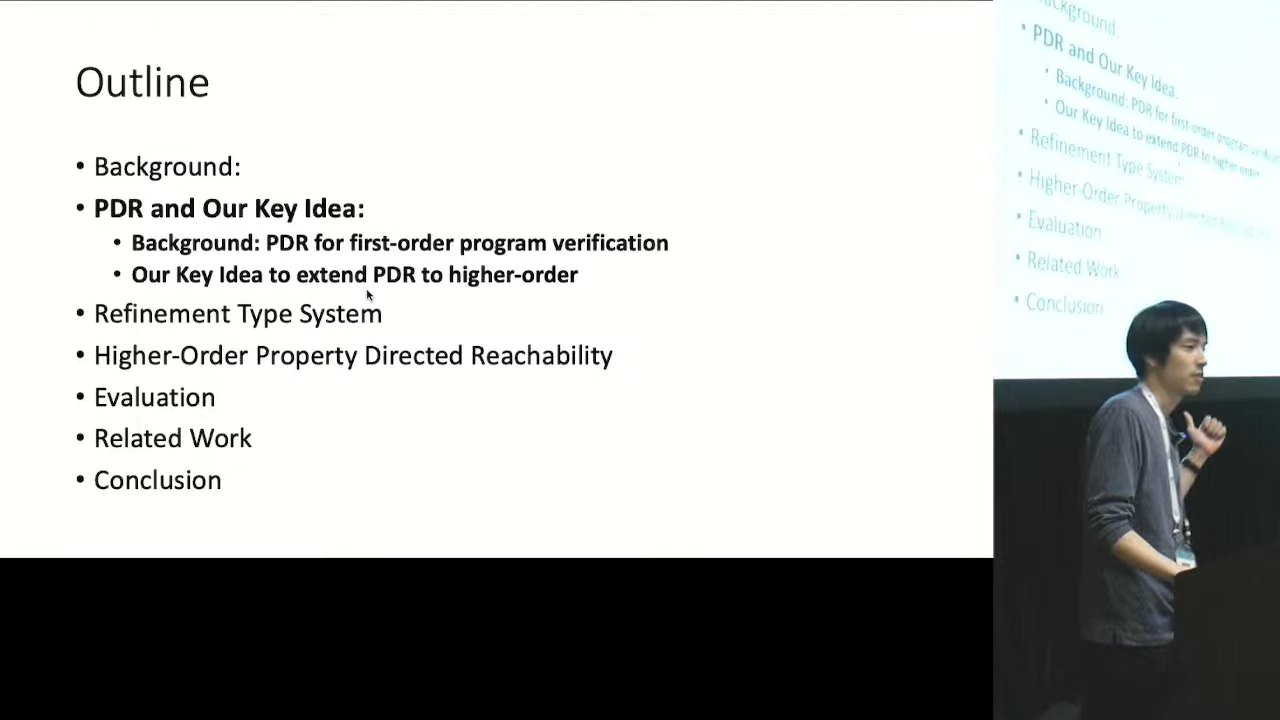 Outline
• Background:
• PDR and Our Key Idea:
• Background: PDR for first-order program verification
• Our Key Idea to extend PDR to higher-order
• Refinement Type System
• Higher-Order Property Directed Reachability
• Evaluation
• Related Work
• Conclusion
Background
• PDR and Our Key Idea
• Background: PDR for first-order program
• Our Key Idea to extend PDR to higher-order
• Refinement Type System
• Higher-Order Property Directed
• Evaluation
• Related Work
• Conclusion